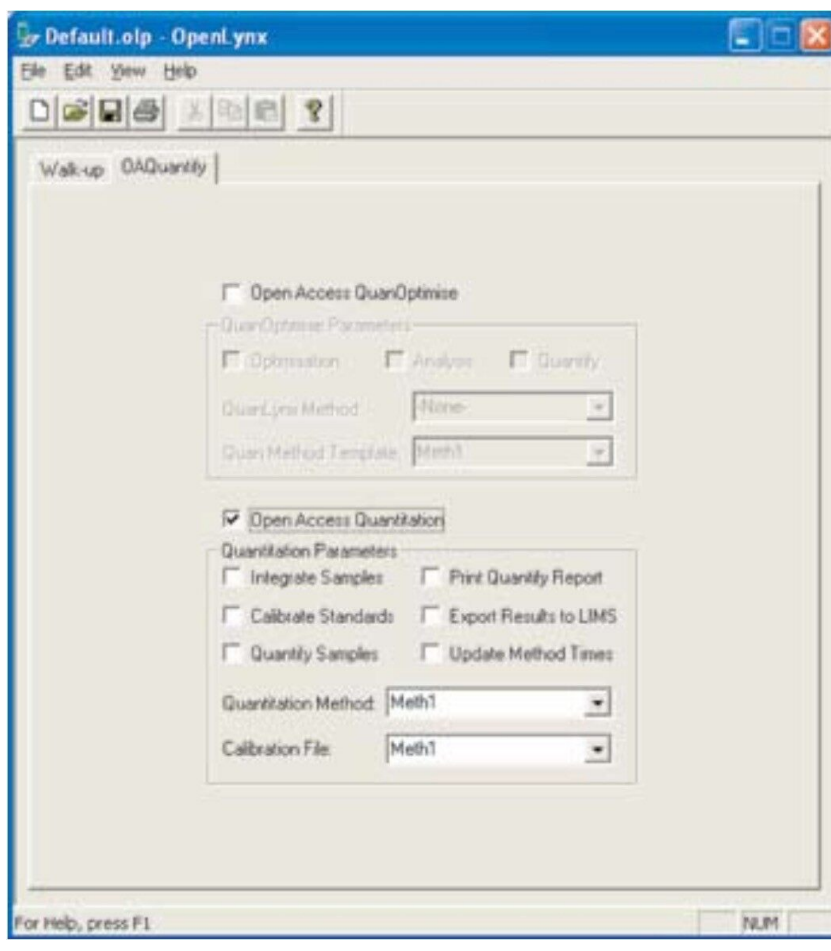 Default.olp - OpenLynx
File Edit View Help
Walk-up OAQuantify
Open Access QuanOptimise
QuanOptimise Parameters
Optimisation Analysis Quantify
QuanLynx Method -None-
Quan Method Template: Meth1
Open Access Quantitation
Quantitation Parameters
Integrate Samples Print Quantify Report
Calibrate Standards Export Results to LIMS
Quantify Samples Update Method Times
Quantitation Method: Meth1
Calibration File: Meth1
For Help, press F1 NUM